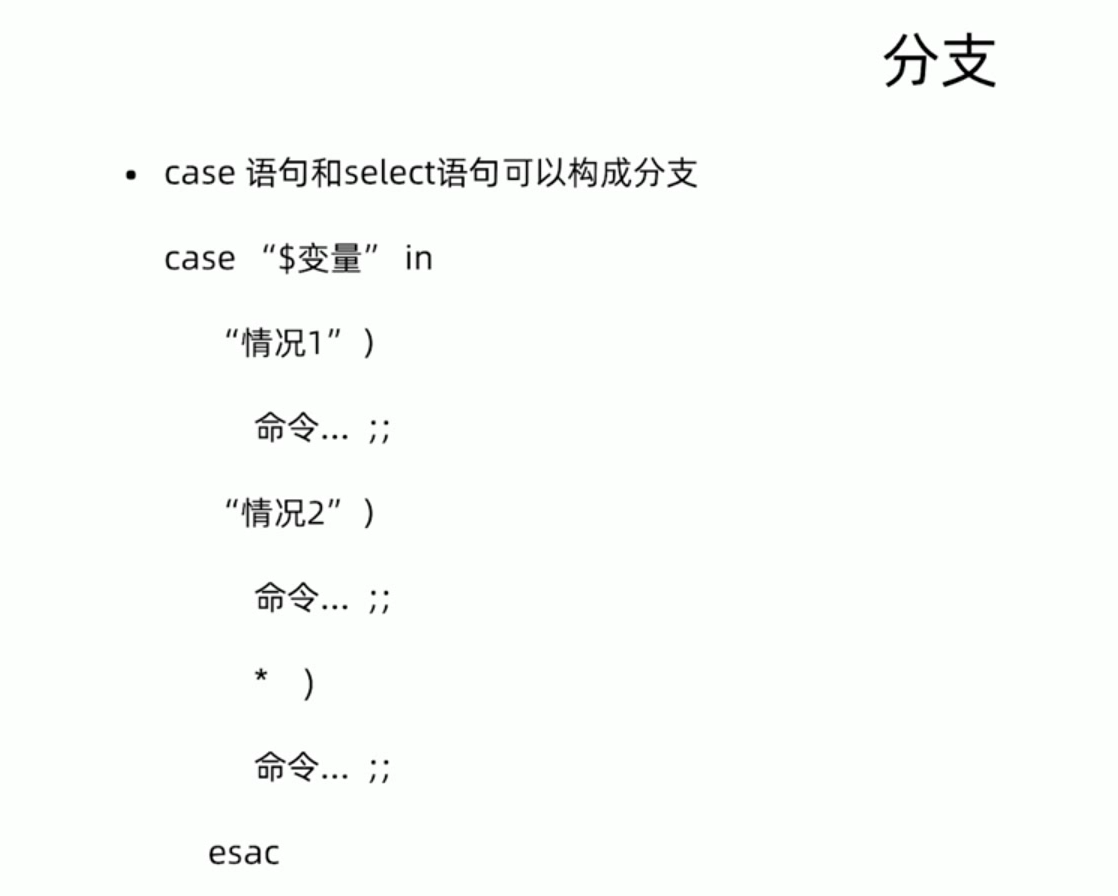 分支
• case 语句和select语句可以构成分支
case “$变量” in
“情况1” )
命令... ;;
“情况2” )
命令... ;;
* )
命令... ;;
esac